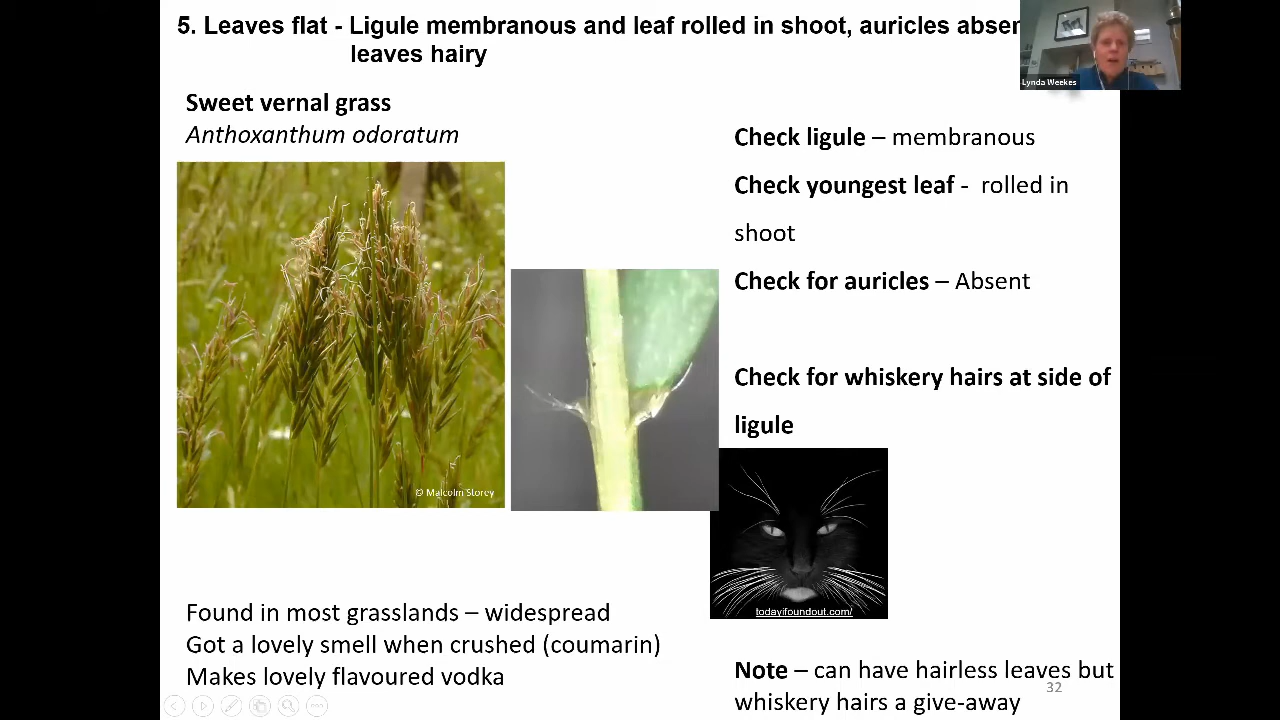 5. Leaves flat - Ligule membranous and leaf rolled in shoot, auricles
leaves hairy
Lynda Weekes
Sweet vernal grass
Anthoxanthum odoratum
© Malcolm Storey
Check ligule – membranous
Check youngest leaf - rolled in
shoot
Check for auricles – Absent
Check for whiskery hairs at side of
ligule
todayifoundout.com/
Found in most grasslands – widespread
Got a lovely smell when crushed (coumarin)
Makes lovely flavoured vodka
Note – can have hairless leaves but
whiskery hairs a give-away
32